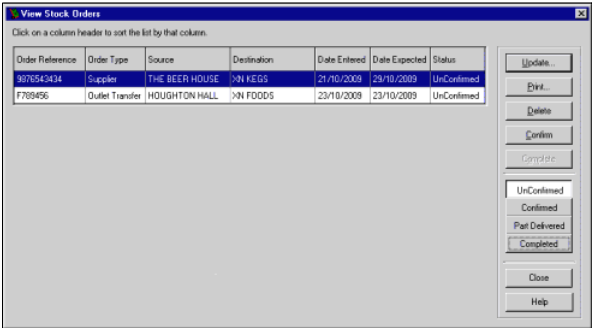 View Stock Orders
Click on a column header to sort the list by that column.
Order Reference Order Type Source Destination Date Entered Date Expected Status
9876543434 Supplier THE BEER HOUSE XN KEGS 21/10/2009 29/10/2009 UnConfirmed
F789456 Outlet Transfer HOUGHTON HALL XN FOODS 23/10/2009 23/10/2009 UnConfirmed
Update...
Print...
Delete
Confirm
Complete
UnConfirmed
Confirmed
Part Delivered
Completed
Close
Help